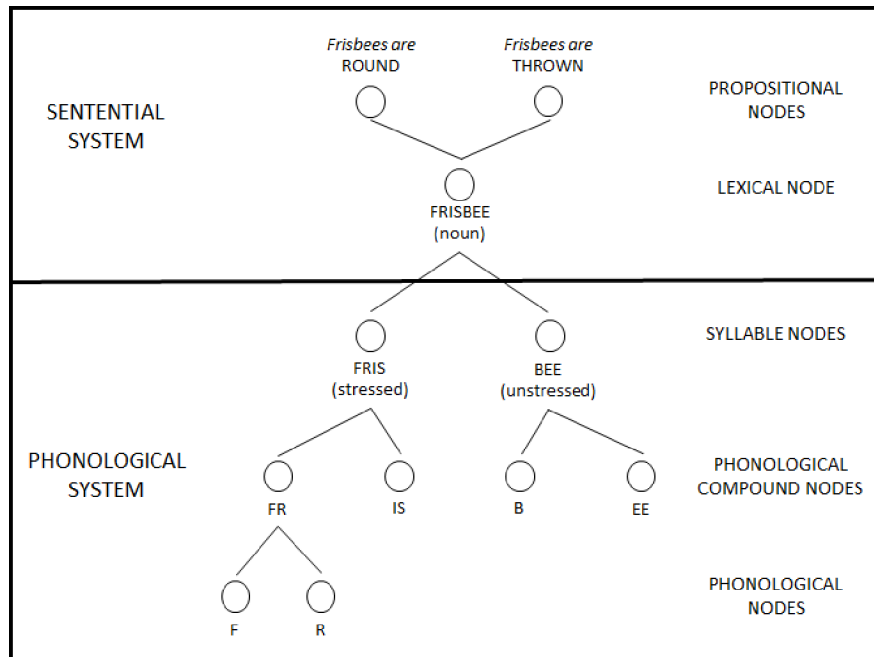 Frisbees are
ROUND
Frisbees are
THROWN
PROPOSITIONAL
NODES
SENTENTIAL
SYSTEM
LEXICAL NODE
FRISBEE
(noun)
SYLLABLE NODES
FRIS
(stressed)
BEE
(unstressed)
PHONOLOGICAL
SYSTEM
PHONOLOGICAL
COMPOUND NODES
FR
IS
B
EE
PHONOLOGICAL
NODES
F
R